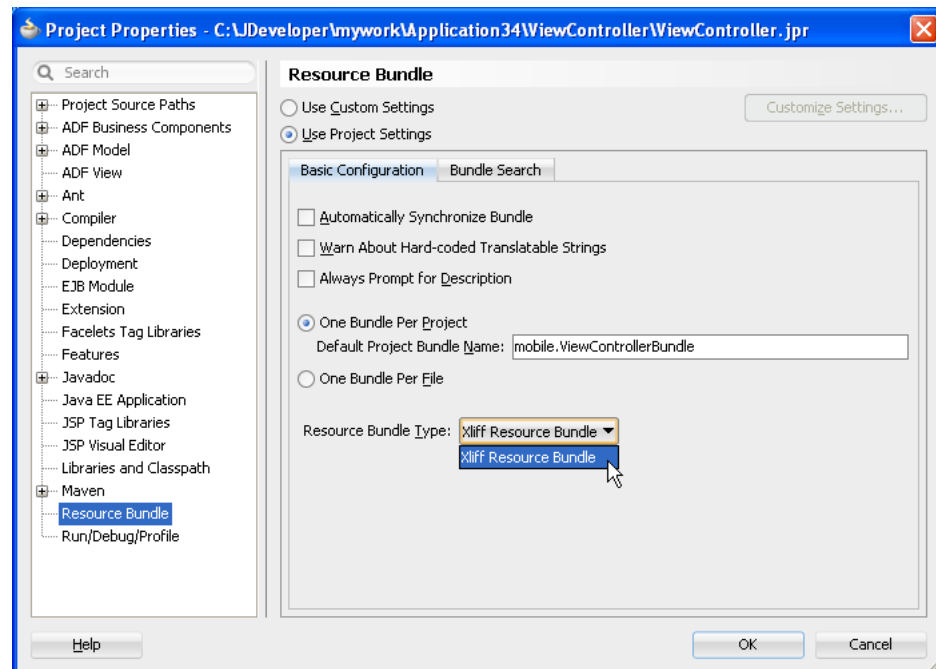 Project Properties - C:\JDeveloper\mywork\Application34\ViewController\ViewController.jpr
Search
Project Source Paths
ADF Business Components
ADF Model
ADF View
Ant
Compiler
Dependencies
Deployment
EJB Module
Extension
Facelets Tag Libraries
Features
Javadoc
Java EE Application
JSP Tag Libraries
JSP Visual Editor
Libraries and Classpath
Maven
Resource Bundle
Run/Debug/Profile
Resource Bundle
Use Custom Settings
Customize Settings...
Use Project Settings
Basic Configuration
Bundle Search
Automatically Synchronize Bundle
Warn About Hard-coded Translatable Strings
Always Prompt for Description
One Bundle Per Project
Default Project Bundle Name: mobile.ViewControllerBundle
One Bundle Per File
Resource Bundle Type: Xliff Resource Bundle
Xliff Resource Bundle
Help
OK
Cancel